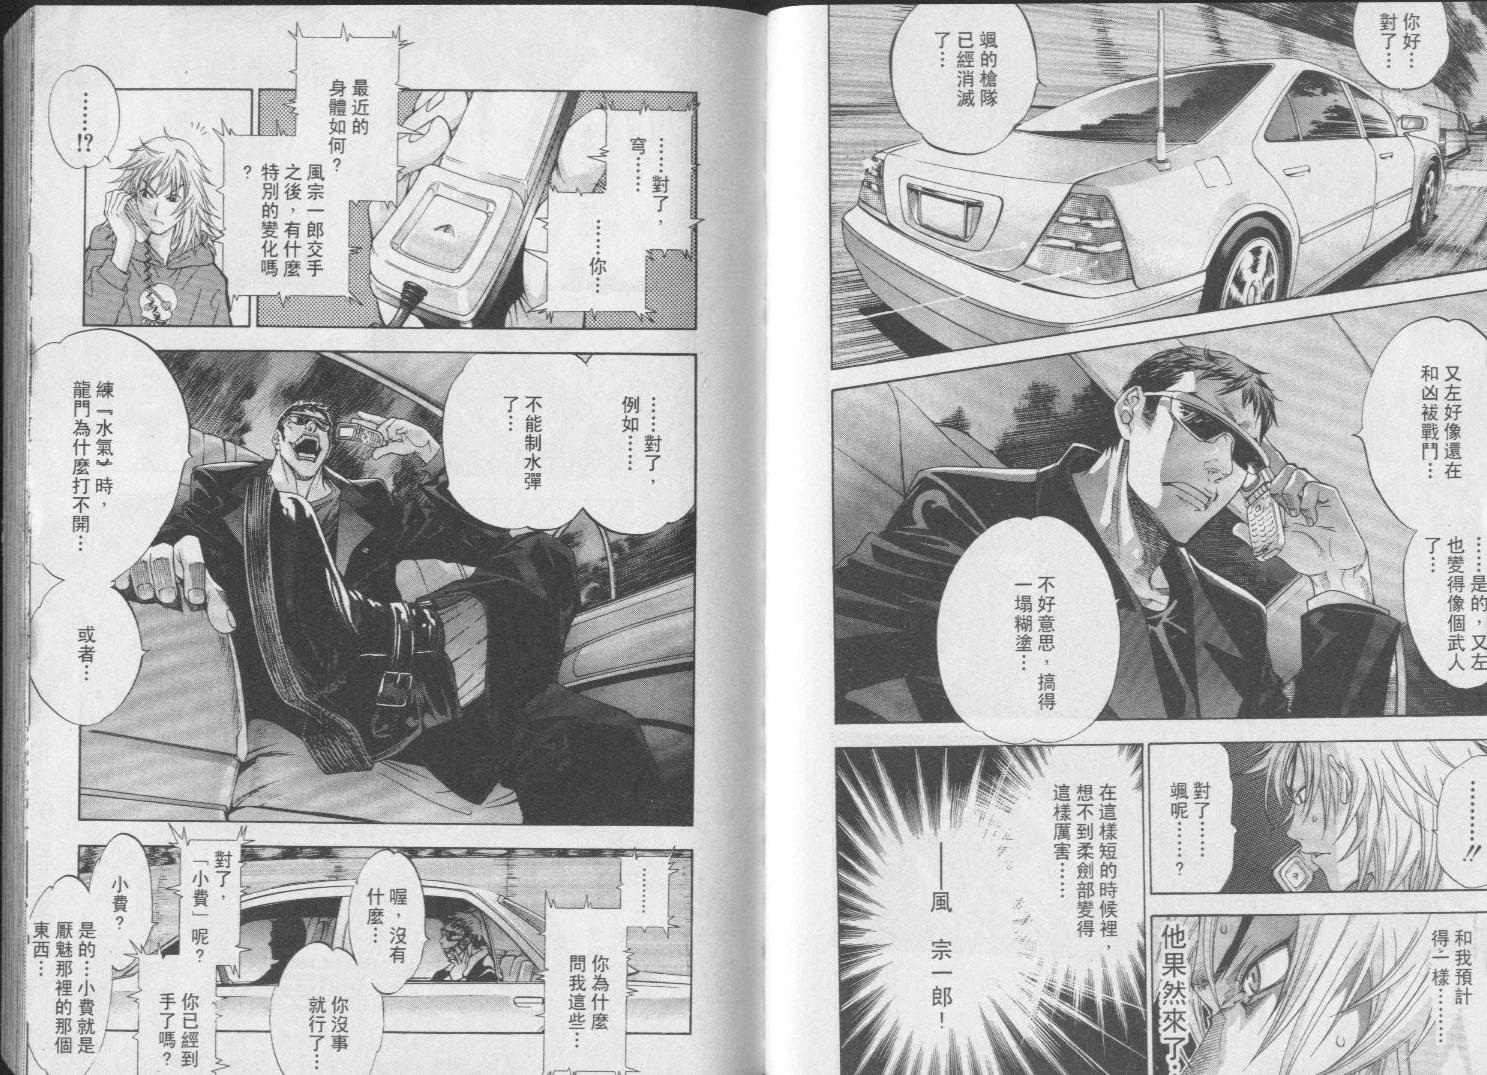 你好…
對了…
颯的槍隊
已經消滅
了…
又左好像還在
和凶祓戰鬥…
……是的，又左
也變得像個武人
了…
不好意思，搞得
一塌糊塗…
………!!
對了……
颯呢……?
和我預計
得一樣………
他果然來了…
在這樣短的時候裡，
想不到柔劍部變得
這樣厲害……
——風　宗一郎！
……對了，
穹……
……你…
最近的
身體如何?
風宗一郎交手
之後，有什麼
特別的變化嗎
?
……!?
……對了，
例如……
不能制水彈
了…
練『水氣』時，
龍門為什麼打不開…
或者…
………
你為什麼
問我這些…
喔，沒有
什麼…
你沒事
就行了…
對了，
「小費」呢?
你已經到
手了嗎?
小費?
是的…小費就是
厭魅那裡的那個
東西…